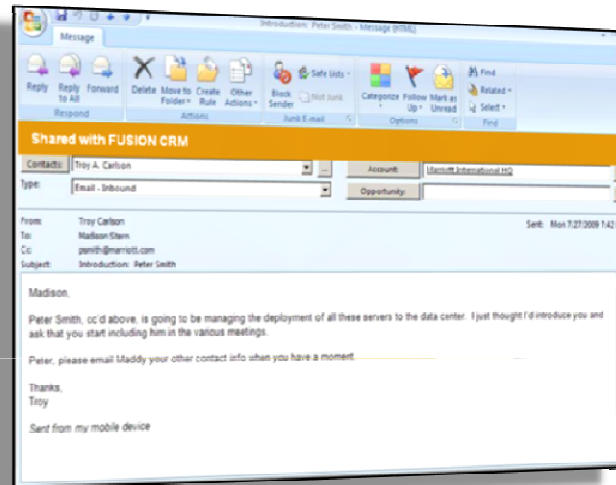 Introduction: Peter Smith - Message (HTML)
Message
Reply Reply to All Forward
Respond
Delete Move to Folder Create Rule Other Actions
Actions
Block Sender Safe Lists Not Junk
Junk E-mail
Categorize Follow Up Mark as Unread
Options
Find Related Select
Find
Shared with FUSION CRM
Contacts: Troy A. Carlson ... Account: Marriott International HQ
Type: Email - Inbound Opportunity:
From: Troy Carlson Sent: Mon 7/27/2009 1:42
To: Madison Stern
Cc: psmith@marriott.com
Subject: Introduction: Peter Smith
Madison,
Peter Smith, cc'd above, is going to be managing the deployment of all these servers to the data center. I just thought I'd introduce you and
ask that you start including him in the various meetings.
Peter, please email Maddy your other contact info when you have a moment.
Thanks,
Troy
Sent from my mobile device